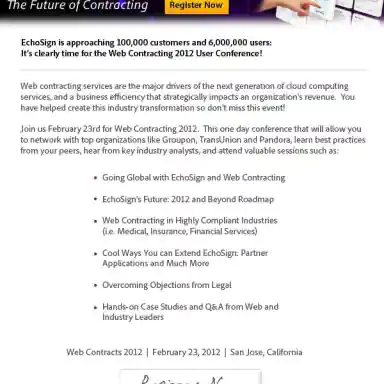 The Future of Contracting
Register Now
EchoSign is approaching 100,000 customers and 6,000,000 users:
It's clearly time for the Web Contracting 2012 User Conference!
Web contracting services are the major drivers of the next generation of cloud computing
services, and a business efficiency that strategically impacts an organization's revenue. You
have helped create this industry transformation so don't miss this event!
Join us February 23rd for Web Contracting 2012. This one day conference that will allow you
to network with top organizations like Groupon, TransUnion and Pandora, learn best practices
from your peers, hear from key industry analysts, and attend valuable sessions such as:
• Going Global with EchoSign and Web Contracting
• EchoSign's Future: 2012 and Beyond Roadmap
• Web Contracting in Highly Compliant Industries
(i.e. Medical, Insurance, Financial Services)
• Cool Ways You can Extend EchoSign: Partner
Applications and Much More
• Overcoming Objections from Legal
• Hands-on Case Studies and Q&A from Web and
Industry Leaders
Web Contracts 2012 | February 23, 2012 | San Jose, California